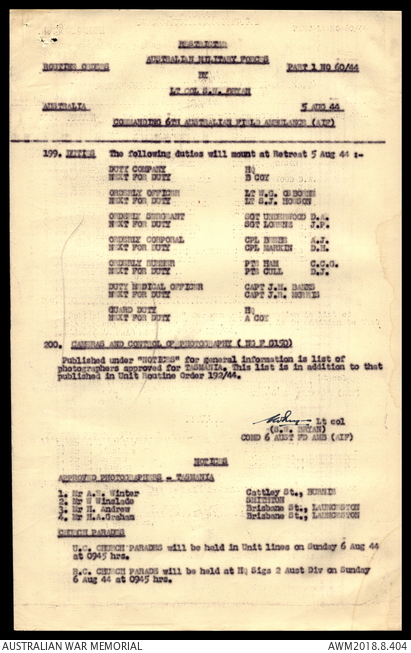 RESTRICTED
AUSTRALIAN MILITARY FORCES
ROUTINE ORDERS PART 1 NO 60/44
BY
LT COL S.W. BRYAN
AUSTRALIA 5 AUG 44
COMMANDING 6TH AUSTRALIAN FIELD AMBULANCE (AIF)
199. DUTIES The following duties will mount at Retreat 5 Aug 44 :-
DUTY COMPANY HQ
NEXT FOR DUTY B COY
ORDERLY OFFICER LT W.G. OSBORNE
NEXT FOR DUTY LT S.J. HOBSON
ORDERLY SERGEANT SGT UNDERWOOD D.A.
NEXT FOR DUTY SGT J.P.
ORDERLY CORPORAL CPL A.J.
NEXT FOR DUTY CPL D.H.
ORDERLY RUNNER PTE HAM C.C.G.
NEXT FOR DUTY PTE CULL D.J.
DUTY MEDICAL OFFICER CAPT J.M. BANKS
NEXT FOR DUTY CAPT J.R. MORRIS
GUARD DUTY HQ
NEXT FOR DUTY A COY
200. CAMERAS AND CONTROL OF PHOTOGRAPHY (
Published under "NOTICES" for general information is list of
photographers approved for TASMANIA. This list is in addition to that
published in Unit Routine Order 192/44.
Lt col
(S.W. BRYAN)
COMD 6 AUST FD AMB (AIF)
NOTICES
APPROVED PHOTOGRAPHERS - TASMANIA
1. Mr A.E. Winter Cattley St., BURNIE
2. Mr W Winslade SMITHTON
3. Mr H. Andrew Brisbane St., LAUNCESTON
4. Mr H.A.Graham Brisbane St., LAUNCESTON
CHURCH PARADES
U.C. CHURCH PARADES will be held in Unit lines on Sunday 6 Aug 44
at 0945 hrs.
R.C. CHURCH PARADE will be held at HQ Sigs 2 Aust Div on Sunday
6 Aug 44 at 0945 hrs.
AUSTRALIAN WAR MEMORIAL AWM2018.8.404